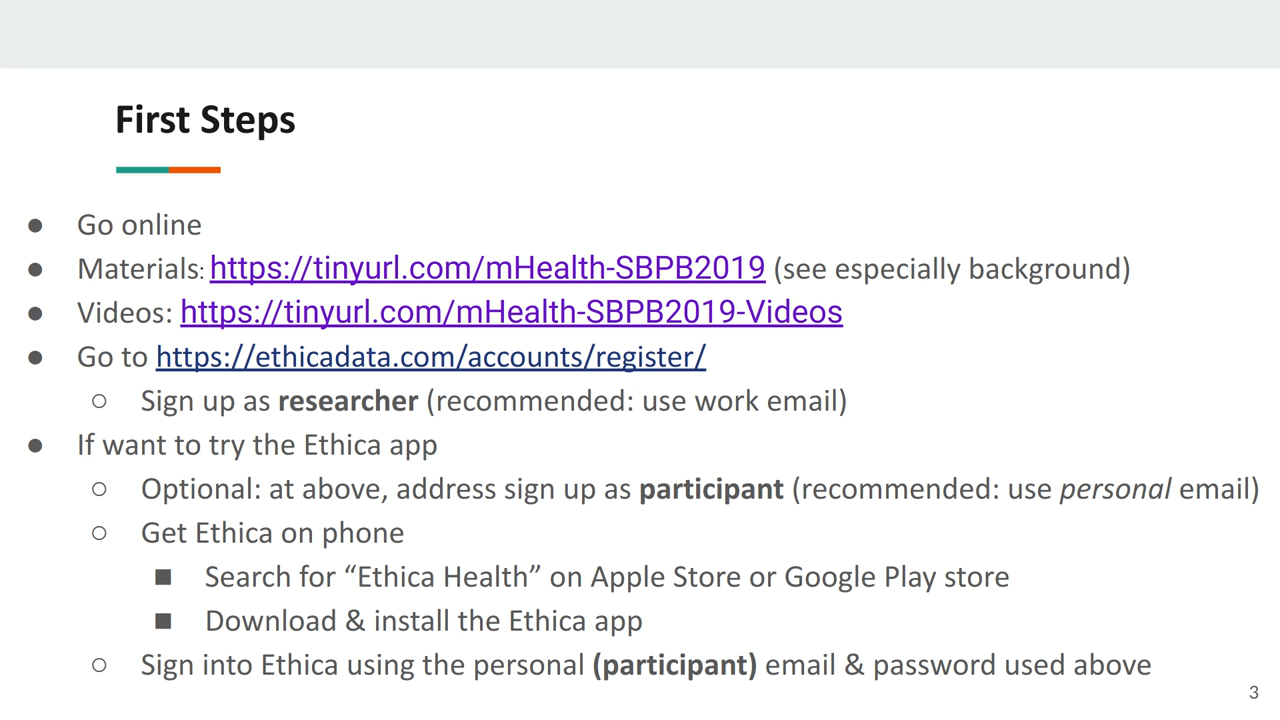 First Steps
● Go online
● Materials: https://tinyurl.com/mHealth-SBPB2019 (see especially background)
● Videos: https://tinyurl.com/mHealth-SBPB2019-Videos
● Go to https://ethicadata.com/accounts/register/
○ Sign up as researcher (recommended: use work email)
● If want to try the Ethica app
○ Optional: at above, address sign up as participant (recommended: use personal email)
○ Get Ethica on phone
■ Search for “Ethica Health” on Apple Store or Google Play store
■ Download & install the Ethica app
○ Sign into Ethica using the personal (participant) email & password used above
3